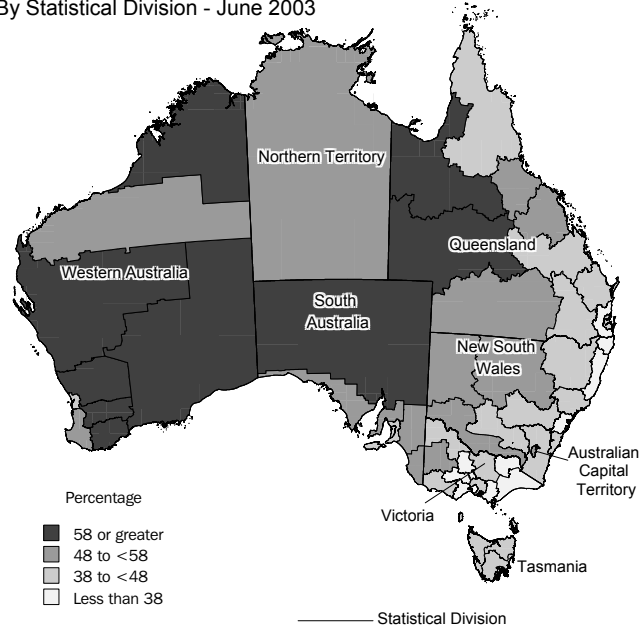 By Statistical Division - June 2003
Northern Territory
Queensland
Western Australia
South
Australia
New South
Wales
Australian
Capital
Territory
Victoria
Tasmania
Percentage
58 or greater
48 to <58
38 to <48
Less than 38
Statistical Division